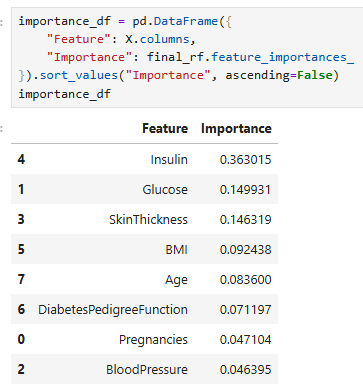 importance_df = pd.DataFrame({
    "Feature": X.columns,
    "Importance": final_rf.feature_importances_
}).sort_values("Importance", ascending=False)
importance_df
Feature Importance
4 Insulin 0.363015
1 Glucose 0.149931
3 SkinThickness 0.146319
5 BMI 0.092438
7 Age 0.083600
6 DiabetesPedigreeFunction 0.071197
0 Pregnancies 0.047104
2 BloodPressure 0.046395